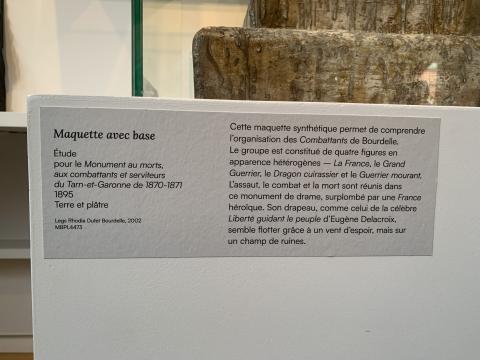 Maquette avec base
Étude
pour le Monument au morts,
aux combattants et serviteurs
du Tarn-et-Garonne de 1870-1871
1895
Terre et plâtre
Legs Rhodia Dufet Bourdelle, 2002
MBPL4473
Cette maquette synthétique permet de comprendre
l'organisation des Combattants de Bourdelle.
Le groupe est constitué de quatre figures en
apparence hétérogènes — La France, le Grand
Guerrier, le Dragon cuirassier et le Guerrier mourant.
L'assaut, le combat et la mort sont réunis dans
ce monument de drame, surplombé par une France
héroïque. Son drapeau, comme celui de la célèbre
Liberté guidant le peuple d'Eugène Delacroix,
semble flotter grâce à un vent d'espoir, mais sur
un champ de ruines.